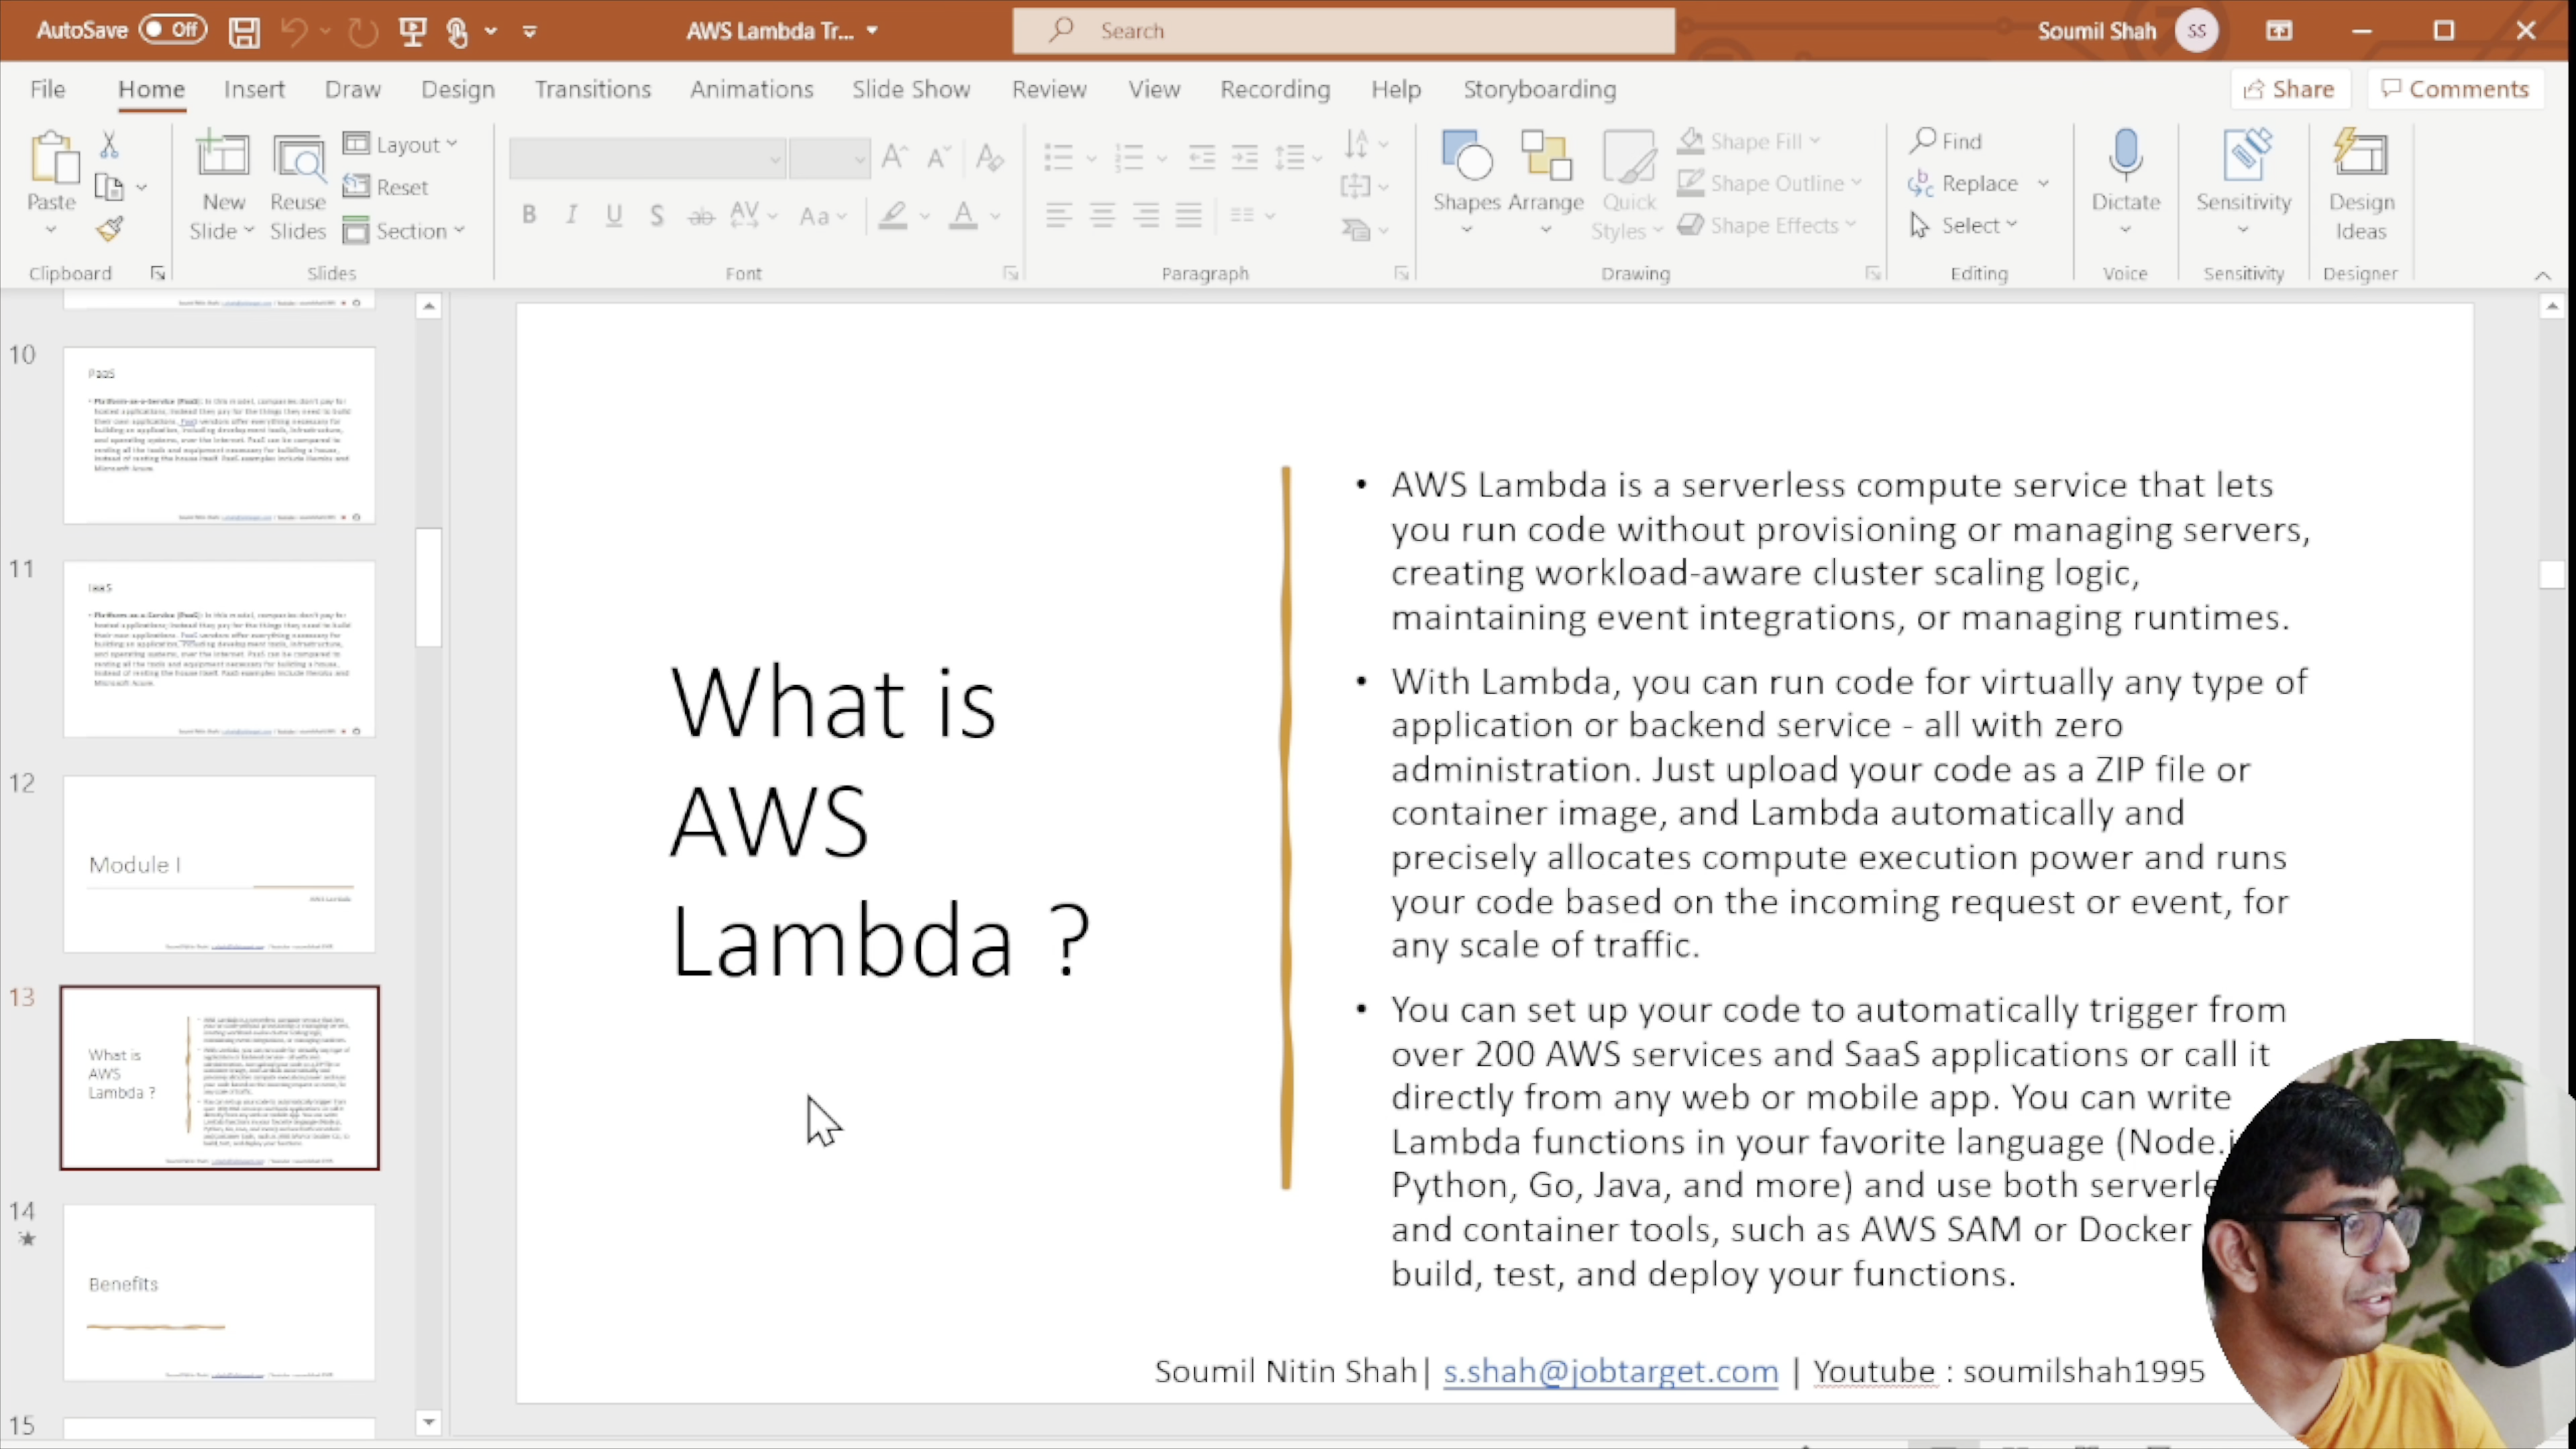 AutoSave Off
AWS Lambda Tr...
Search
Soumil Shah SS
File Home Insert Draw Design Transitions Animations Slide Show Review View Recording Help Storyboarding Share Comments
Paste
New Slide
Reuse Slides
Layout
Reset
Section
B I U S ab AV Aa A
Shapes Arrange Quick Styles
Shape Fill
Shape Outline
Shape Effects
Find
Replace
Select
Dictate
Sensitivity
Design Ideas
Clipboard Slides Font Paragraph Drawing Editing Voice Sensitivity Designer
10
PaaS
11
IaaS
12
Module I
AWS Lambda
13
What is
AWS
Lambda ?
14
Benefits
15
What is
AWS
Lambda ?
• AWS Lambda is a serverless compute service that lets
you run code without provisioning or managing servers,
creating workload-aware cluster scaling logic,
maintaining event integrations, or managing runtimes.
• With Lambda, you can run code for virtually any type of
application or backend service - all with zero
administration. Just upload your code as a ZIP file or
container image, and Lambda automatically and
precisely allocates compute execution power and runs
your code based on the incoming request or event, for
any scale of traffic.
• You can set up your code to automatically trigger from
over 200 AWS services and SaaS applications or call it
directly from any web or mobile app. You can write
Lambda functions in your favorite language (Node.j
Python, Go, Java, and more) and use both serverle
and container tools, such as AWS SAM or Docker
build, test, and deploy your functions.
Soumil Nitin Shah| s.shah@jobtarget.com | Youtube : soumilshah1995